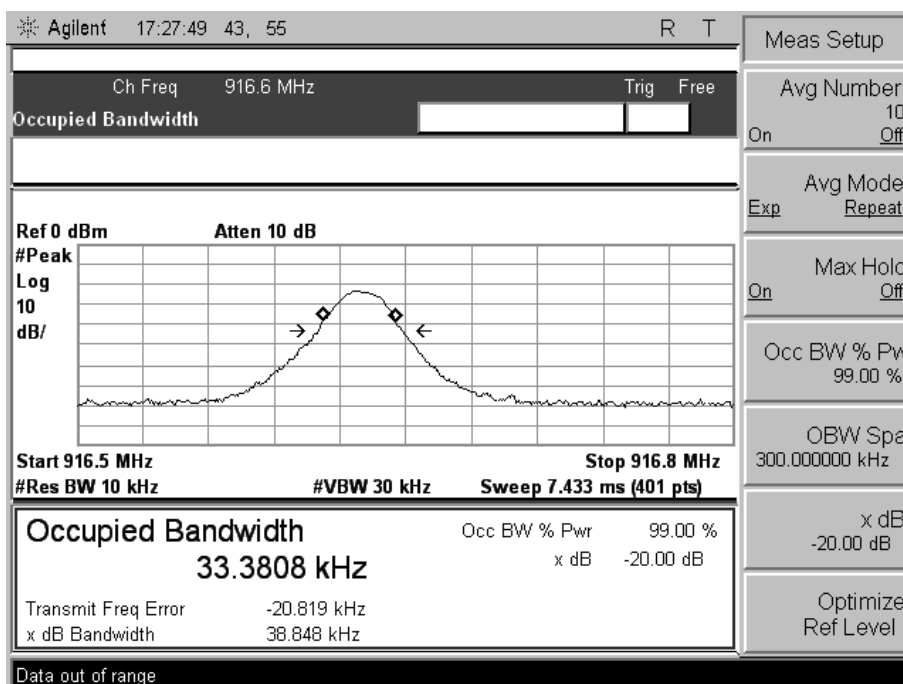 Agilent 17:27:49 43, 55 R T
Ch Freq 916.6 MHz Trig Free
Occupied Bandwidth
Ref 0 dBm Atten 10 dB
#Peak
Log
10
dB/
Start 916.5 MHz Stop 916.8 MHz
#Res BW 10 kHz #VBW 30 kHz Sweep 7.433 ms (401 pts)
Occupied Bandwidth
33.3808 kHz
Occ BW % Pwr 99.00 %
x dB -20.00 dB
Transmit Freq Error -20.819 kHz
x dB Bandwidth 38.848 kHz
Data out of range
Meas Setup
Avg Number
10
On Off
Avg Mode
Exp Repeat
Max Hold
On Off
Occ BW % Pw
99.00 %
OBW Spa
300.000000 kHz
x dB
-20.00 dB
Optimize
Ref Level